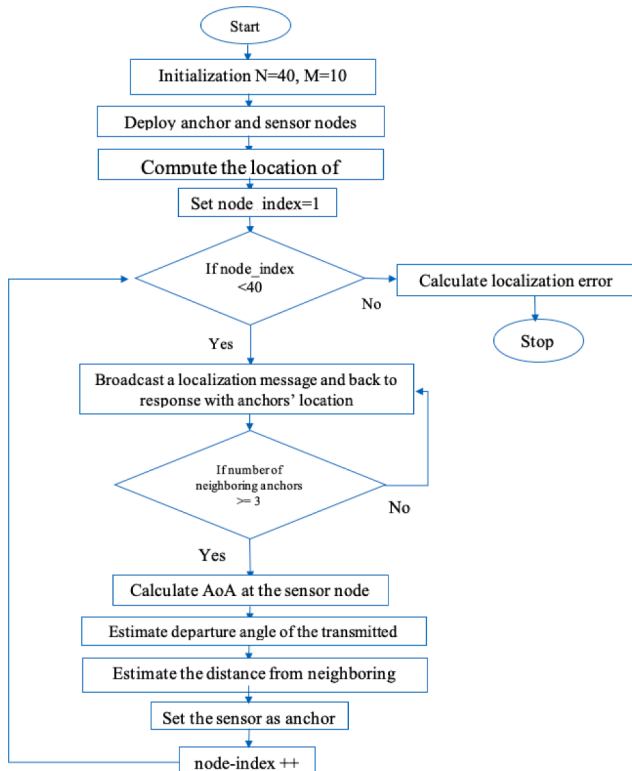 Start
Initialization N=40, M=10
Deploy anchor and sensor nodes
Compute the location of
Set node_index=1
If node_index
<40
No
Calculate localization error
Stop
Yes
Broadcast a localization message and back to
response with anchors’ location
If number of
neighboring anchors
>= 3
No
Yes
Calculate AoA at the sensor node
Estimate departure angle of the transmitted
Estimate the distance from neighboring
Set the sensor as anchor
node-index ++